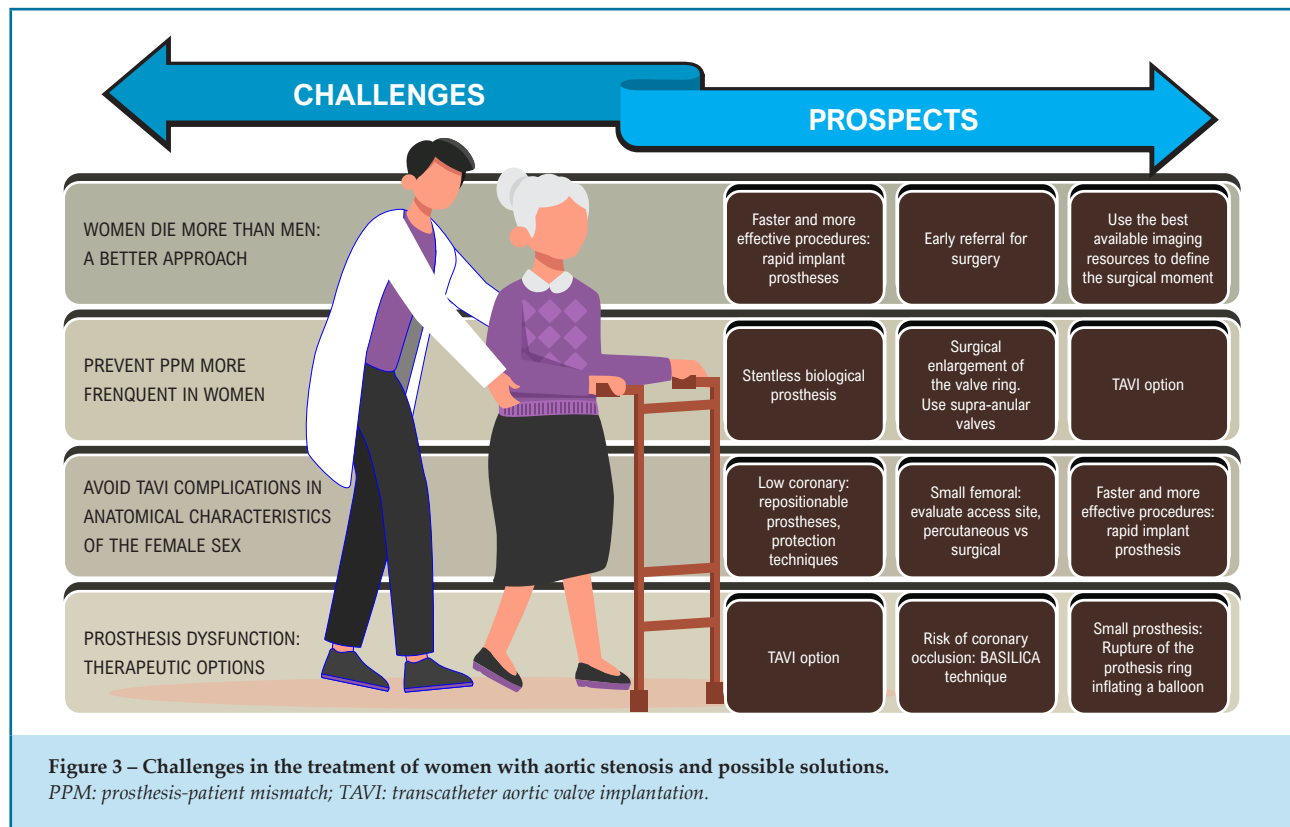 CHALLENGES
PROSPECTS
WOMEN DIE MORE THAN MEN:
A BETTER APPROACH
Faster and more
effective procedures:
rapid implant
prostheses
Early referral for
surgery
Use the best
available imaging
resources to define
the surgical moment
PREVENT PPM MORE
FRENQUENT IN WOMEN
Stentless biological
prosthesis
Surgical
enlargement of
the valve ring.
Use supra-anular
valves
TAVI option
AVOID TAVI COMPLICATIONS IN
ANATOMICAL CHARACTERISTICS
OF THE FEMALE SEX
Low coronary:
repositionable
prostheses,
protection
techniques
Small femoral:
evaluate access site,
percutaneous vs
surgical
Faster and more
effective procedures:
rapid implant
prosthesis
PROSTHESIS DYSFUNCTION:
THERAPEUTIC OPTIONS
TAVI option
Risk of coronary
occlusion: BASILICA
technique
Small prosthesis:
Rupture of the
prothesis ring
inflating a balloon
Figure 3 – Challenges in the treatment of women with aortic stenosis and possible solutions.
PPM: prosthesis-patient mismatch; TAVI: transcatheter aortic valve implantation.